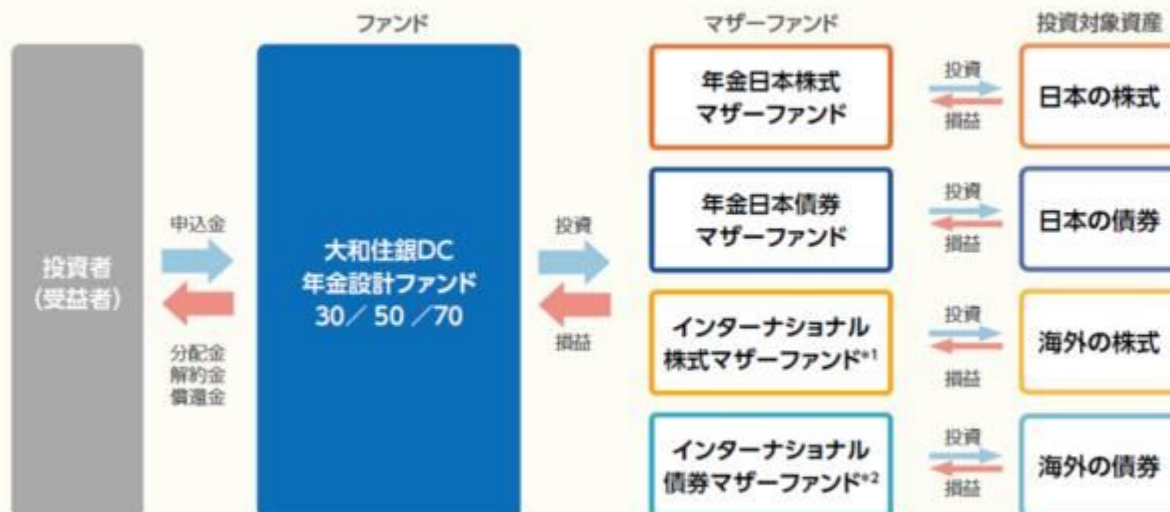 ファンド
マザーファンド
投資対象資産
投資者
(受益者)
申込金
分配金
解約金
償還金
大和住銀DC
年金設計ファンド
30／50／70
投資
損益
年金日本株式
マザーファンド
投資
損益
日本の株式
年金日本債券
マザーファンド
投資
損益
日本の債券
インターナショナル
株式マザーファンド*1
投資
損益
海外の株式
インターナショナル
債券マザーファンド*2
投資
損益
海外の債券